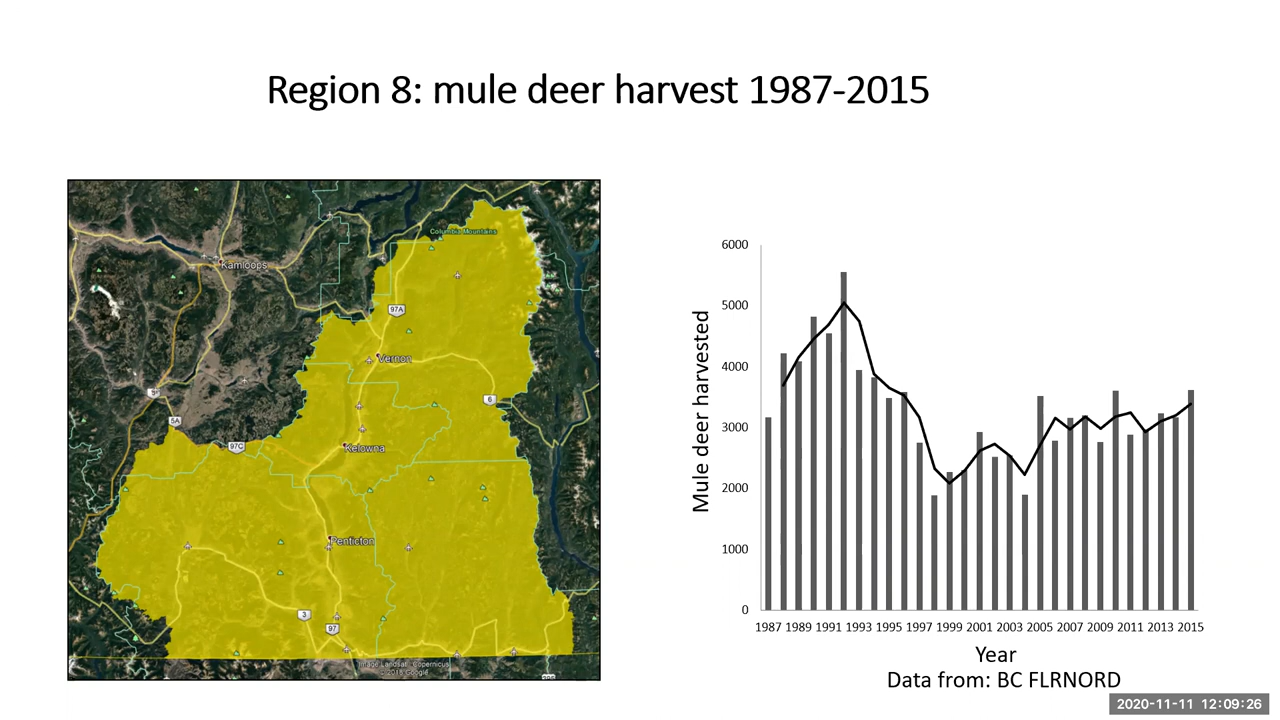 Region 8: mule deer harvest 1987-2015
Columbia Mountains
Kamloops
97A
Vernon
6
5A
97C
Kelowna
Penticton
3
97
Image Landsat / Copernicus
© 2018 Google
6000
5000
4000
3000
2000
1000
0
Mule deer harvested
1987 1989 1991 1993 1995 1997 1999 2001 2003 2005 2007 2009 2011 2013 2015
Year
Data from: BC FLRNORD
2020-11-11 12:09:26